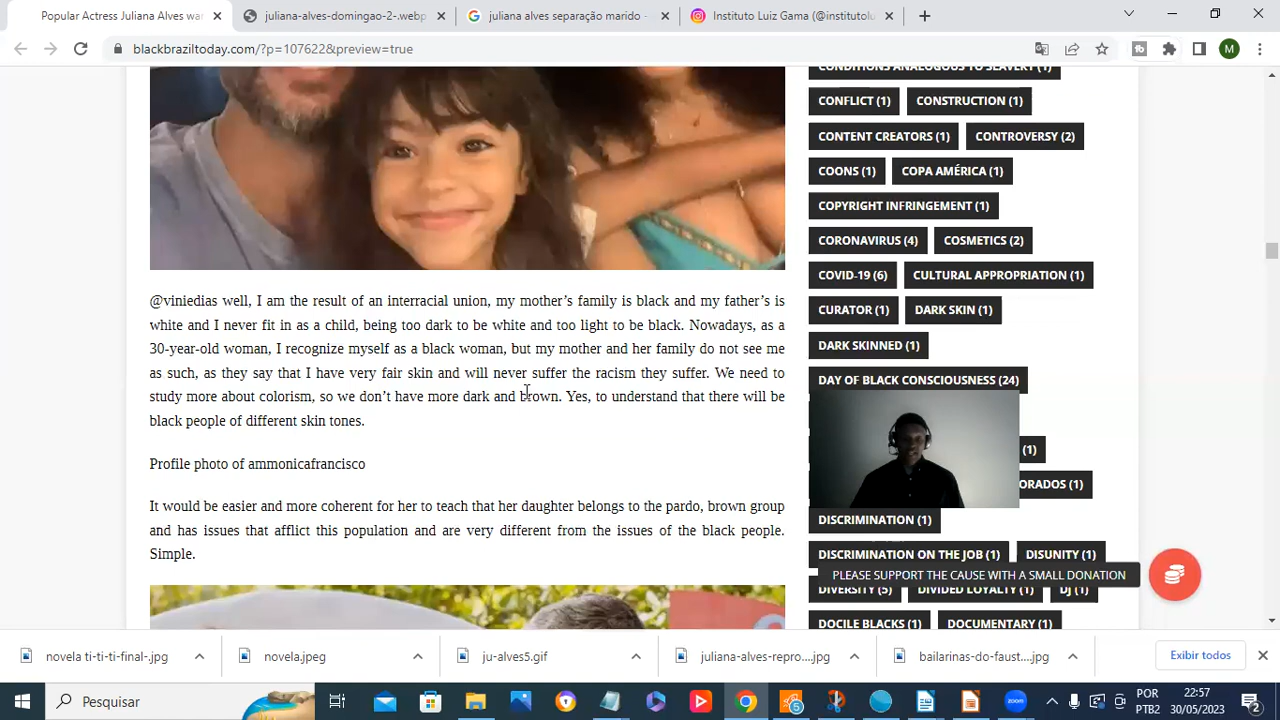 Popular Actress Juliana Alves war
juliana-alves-domingao-2-.webp
juliana alves separação marido -
Instituto Luiz Gama (@institutolu
blackbraziltoday.com/?p=107622&preview=true
M
CONDITIONS ANALOGOUS TO SLAVERY (1)
CONFLICT (1) CONSTRUCTION (1)
CONTENT CREATORS (1) CONTROVERSY (2)
COONS (1) COPA AMÉRICA (1)
COPYRIGHT INFRINGEMENT (1)
CORONAVIRUS (4) COSMETICS (2)
COVID-19 (6) CULTURAL APPROPRIATION (1)
CURATOR (1) DARK SKIN (1)
DARK SKINNED (1)
DAY OF BLACK CONSCIOUSNESS (24)
(1)
ORADOS (1)
DISCRIMINATION (1)
DISCRIMINATION ON THE JOB (1) DISUNITY (1)
PLEASE SUPPORT THE CAUSE WITH A SMALL DONATION
DIVERSITY (5) DIVIDED LOYALTY (1) DJ (1)
DOCILE BLACKS (1) DOCUMENTARY (1)
@viniedias well, I am the result of an interracial union, my mother's family is black and my father's is
white and I never fit in as a child, being too dark to be white and too light to be black. Nowadays, as a
30-year-old woman, I recognize myself as a black woman, but my mother and her family do not see me
as such, as they say that I have very fair skin and will never suffer the racism they suffer. We need to
study more about colorism, so we don't have more dark and brown. Yes, to understand that there will be
black people of different skin tones.
Profile photo of ammonicafrancisco
It would be easier and more coherent for her to teach that her daughter belongs to the pardo, brown group
and has issues that afflict this population and are very different from the issues of the black people.
Simple.
novela ti-ti-ti-final-.jpg
novela.jpeg
ju-alves5.gif
juliana-alves-repro....jpg
bailarinas-do-faust....jpg
Exibir todos
Pesquisar
5
zoom
POR
PTB2
22:57
30/05/2023
2